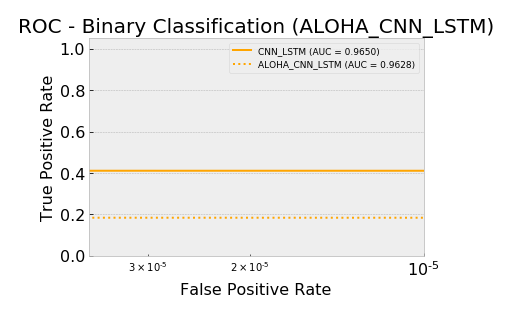 ROC - Binary Classification (ALOHA_CNN_LSTM)
CNN_LSTM (AUC = 0.9650)
ALOHA_CNN_LSTM (AUC = 0.9628)
True Positive Rate
1.0
0.8
0.6
0.4
0.2
0.0
3 × 10⁻⁵ 2 × 10⁻⁵ 10⁻⁵
False Positive Rate